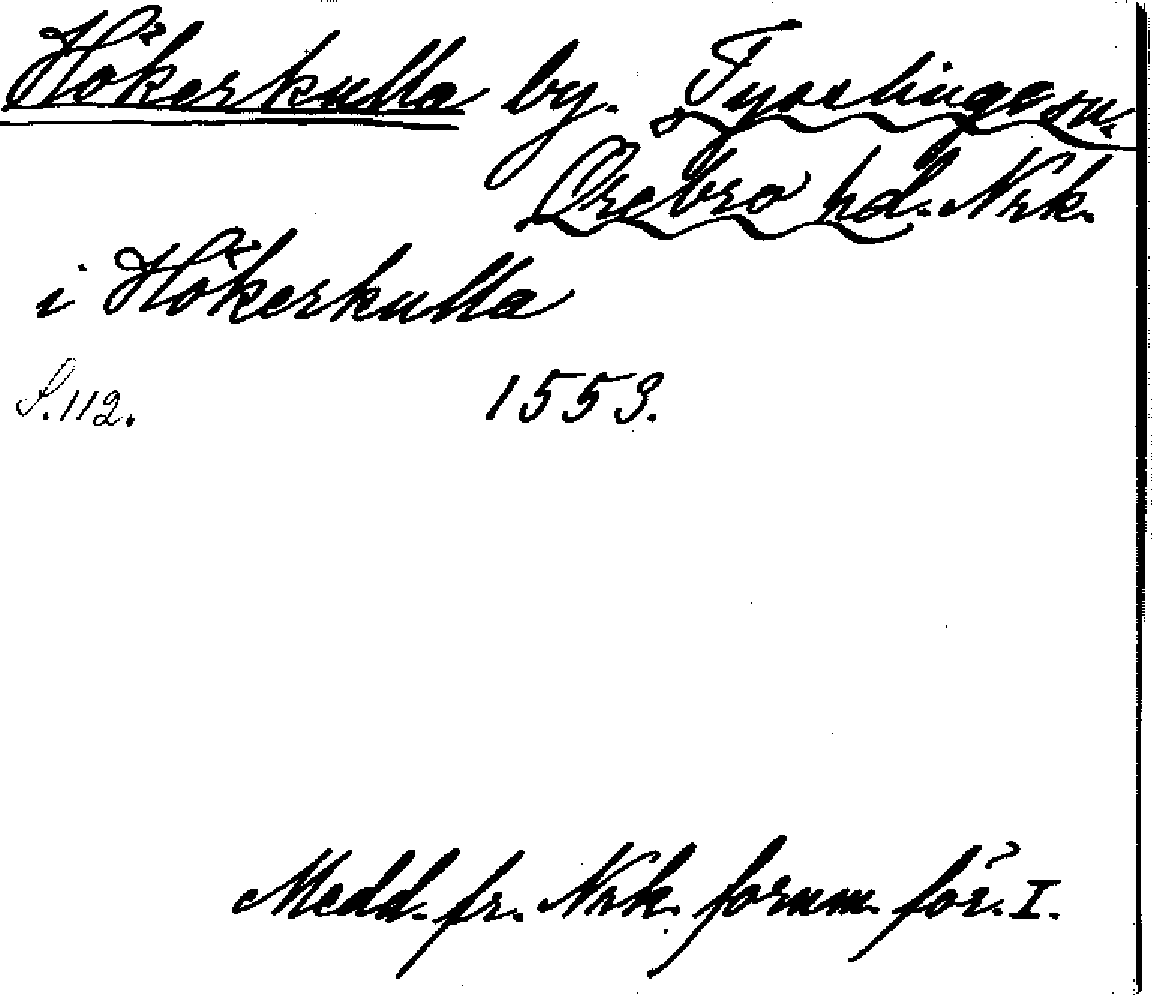 Hökerkulla by. Tysslinge sn.
Örebro hd. Nrk.
i Hökerkulla
S. 112. 1553.
Medd. fr. Nrk. fornm. för. I.